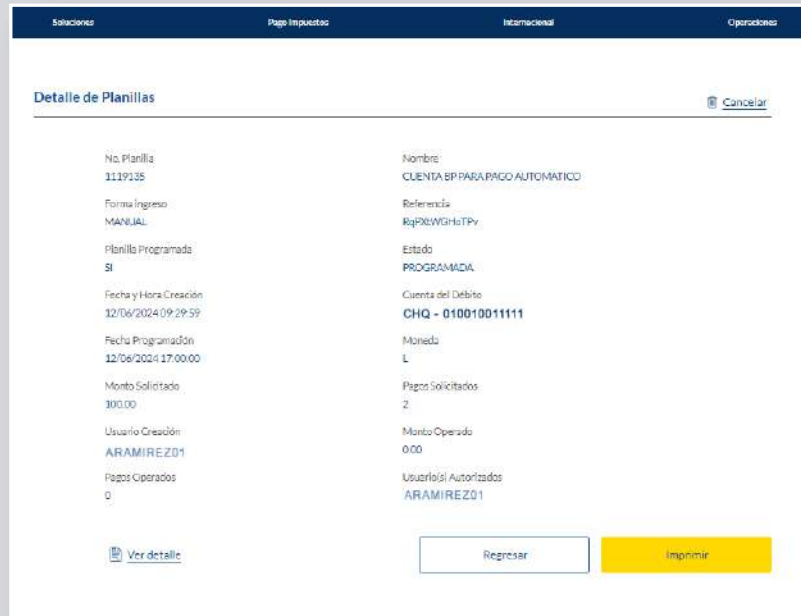 Soluciones Pago Impuestos Internacional Operaciones
Detalle de Planillas
Cancelar
No. Planilla Nombre
1119135 CUENTA BP PARA PAGO AUTOMATICO
Forma ingreso Referencia
MANUAL
Planilla Programada Estado
SI PROGRAMADA
Fecha y Hora Creación Cuenta del Débito
12/06/2024 09:29:59 CHQ - 010010011111
Fecha Programación Moneda
12/06/2024 17:00:00 L
Monto Solicitado Pagos Solicitados
100.00 2
Usuario Creación Monto Operado
ARAMIREZ01 0.00
Pagos Operados Usuario(s) Autorizados
0 ARAMIREZ01
Ver detalle Regresar Imprimir